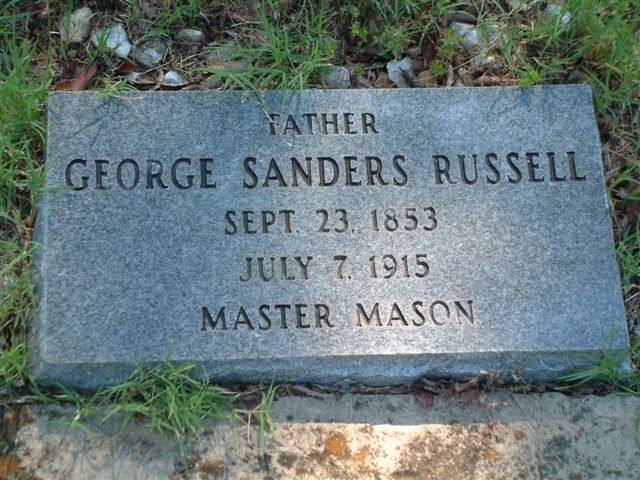 FATHER
GEORGE SANDERS RUSSELL
SEPT. 23, 1853
JULY 7, 1915
MASTER MASON